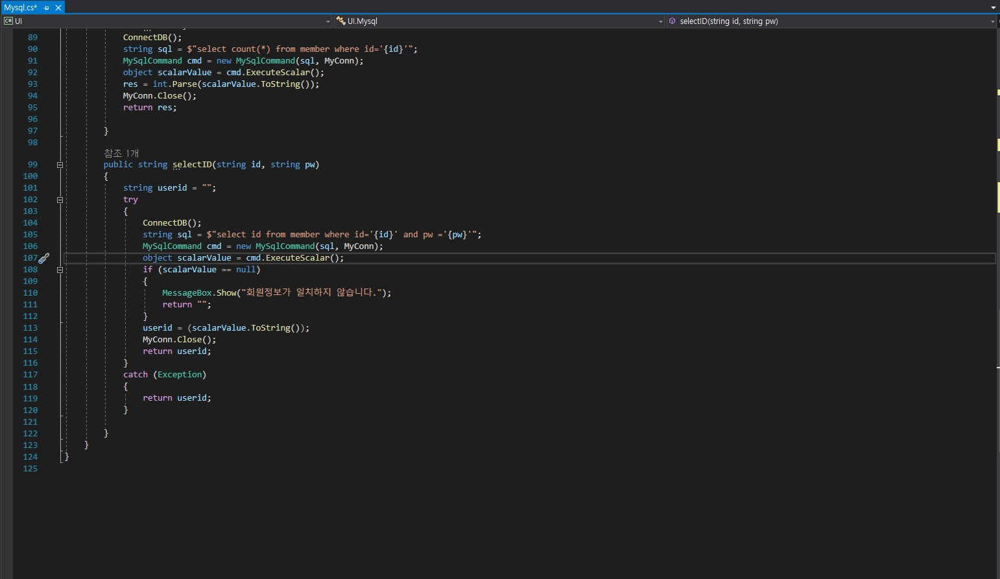 Mysql.cs*
UI
UI.Mysql
selectID(string id, string pw)
89 ConnectDB();
90 string sql = $"select count(*) from member where id='{id}'";
91 MySqlCommand cmd = new MySqlCommand(sql, MyConn);
92 object scalarValue = cmd.ExecuteScalar();
93 res = int.Parse(scalarValue.ToString());
94 MyConn.Close();
95 return res;
96
97 }
98
참조 1개
99 public string selectID(string id, string pw)
100 {
101 string userid = "";
102 try
103 {
104 ConnectDB();
105 string sql = $"select id from member where id='{id}' and pw ='{pw}'";
106 MySqlCommand cmd = new MySqlCommand(sql, MyConn);
107 object scalarValue = cmd.ExecuteScalar();
108 if (scalarValue == null)
109 {
110 MessageBox.Show("회원정보가 일치하지 않습니다.");
111 return "";
112 }
113 userid = (scalarValue.ToString());
114 MyConn.Close();
115 return userid;
116 }
117 catch (Exception)
118 {
119 return userid;
120 }
121
122 }
123 }
124 }
125